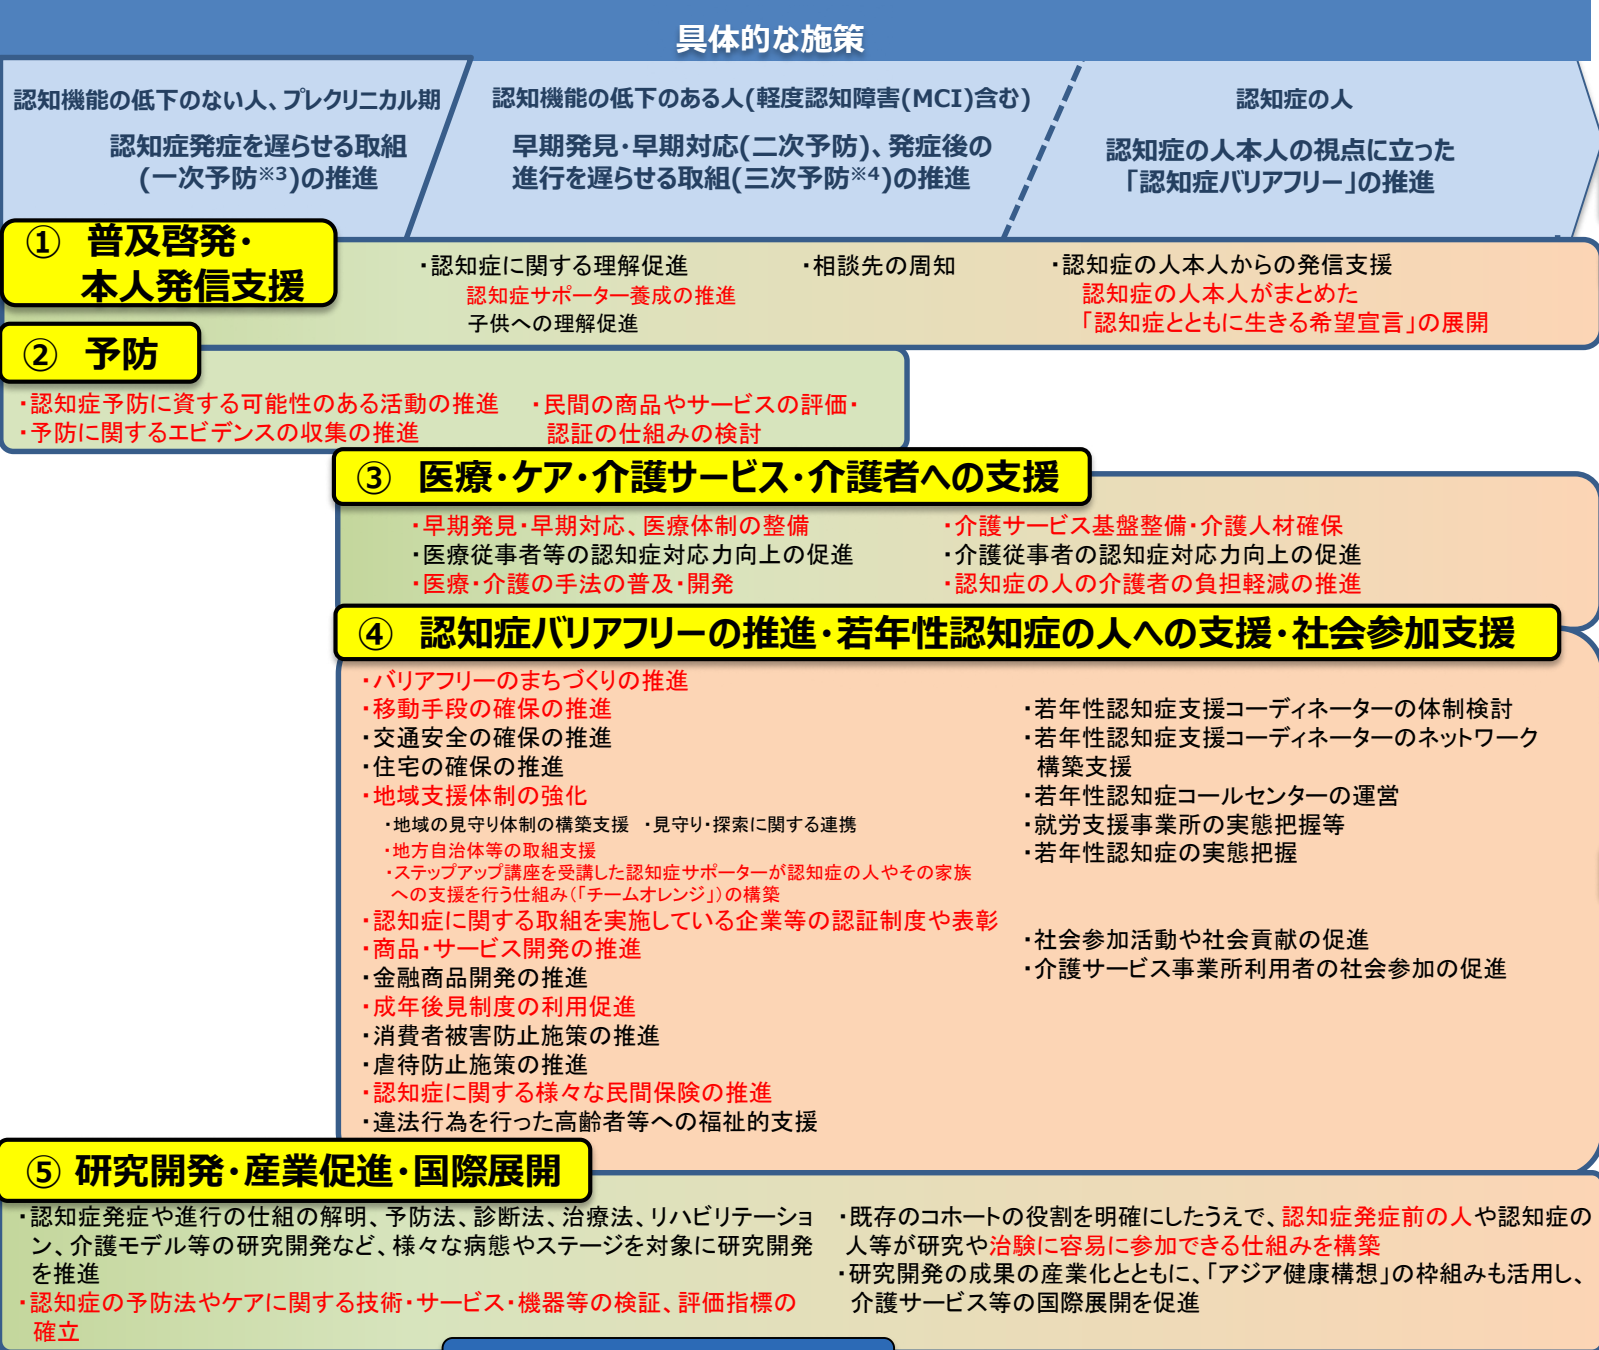 具体的な施策
認知機能の低下のない人、プレクリニカル期
認知症発症を遅らせる取組
(一次予防※3)の推進
認知機能の低下のある人(軽度認知障害(MCI)含む)
早期発見・早期対応(二次予防)、発症後の
進行を遅らせる取組(三次予防※4)の推進
認知症の人
認知症の人本人の視点に立った
「認知症バリアフリー」の推進
① 普及啓発・
本人発信支援
・認知症に関する理解促進
認知症サポーター養成の推進
子供への理解促進
・相談先の周知
・認知症の人本人からの発信支援
認知症の人本人がまとめた
「認知症とともに生きる希望宣言」の展開
② 予防
・認知症予防に資する可能性のある活動の推進
・予防に関するエビデンスの収集の推進
・民間の商品やサービスの評価・
認証の仕組みの検討
③ 医療・ケア・介護サービス・介護者への支援
・早期発見・早期対応、医療体制の整備
・医療従事者等の認知症対応力向上の促進
・医療・介護の手法の普及・開発
・介護サービス基盤整備・介護人材確保
・介護従事者の認知症対応力向上の促進
・認知症の人の介護者の負担軽減の推進
④ 認知症バリアフリーの推進・若年性認知症の人への支援・社会参加支援
・バリアフリーのまちづくりの推進
・移動手段の確保の推進
・交通安全の確保の推進
・住宅の確保の推進
・地域支援体制の強化
・地域の見守り体制の構築支援 ・見守り・探索に関する連携
・地方自治体等の取組支援
・ステップアップ講座を受講した認知症サポーターが認知症の人やその家族
への支援を行う仕組み(「チームオレンジ」)の構築
・認知症に関する取組を実施している企業等の認証制度や表彰
・商品・サービス開発の推進
・金融商品開発の推進
・成年後見制度の利用促進
・消費者被害防止施策の推進
・虐待防止施策の推進
・認知症に関する様々な民間保険の推進
・違法行為を行った高齢者等への福祉的支援
・若年性認知症支援コーディネーターの体制検討
・若年性認知症支援コーディネーターのネットワーク
構築支援
・若年性認知症コールセンターの運営
・就労支援事業所の実態把握等
・若年性認知症の実態把握
・社会参加活動や社会貢献の促進
・介護サービス事業所利用者の社会参加の促進
⑤ 研究開発・産業促進・国際展開
・認知症発症や進行の仕組の解明、予防法、診断法、治療法、リハビリテーショ
ン、介護モデル等の研究開発など、様々な病態やステージを対象に研究開発
を推進
・認知症の予防法やケアに関する技術・サービス・機器等の検証、評価指標の
確立
・既存のコホートの役割を明確にしたうえで、認知症発症前の人や認知症の
人等が研究や治験に容易に参加できる仕組みを構築
・研究開発の成果の産業化とともに、「アジア健康構想」の枠組みも活用し、
介護サービス等の国際展開を促進